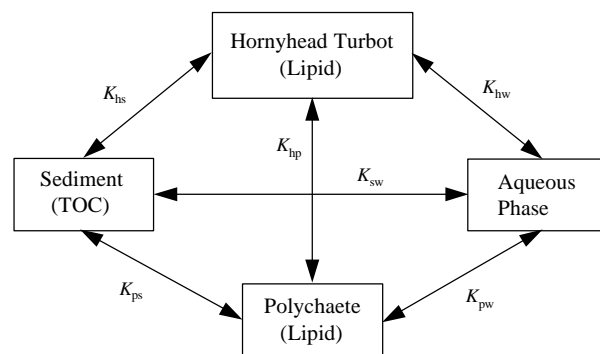 Hornyhead Turbot
(Lipid)
Khs
Khw
Khp
Sediment
(TOC)
Ksw
Aqueous
Phase
Kps
Polychaete
(Lipid)
Kpw